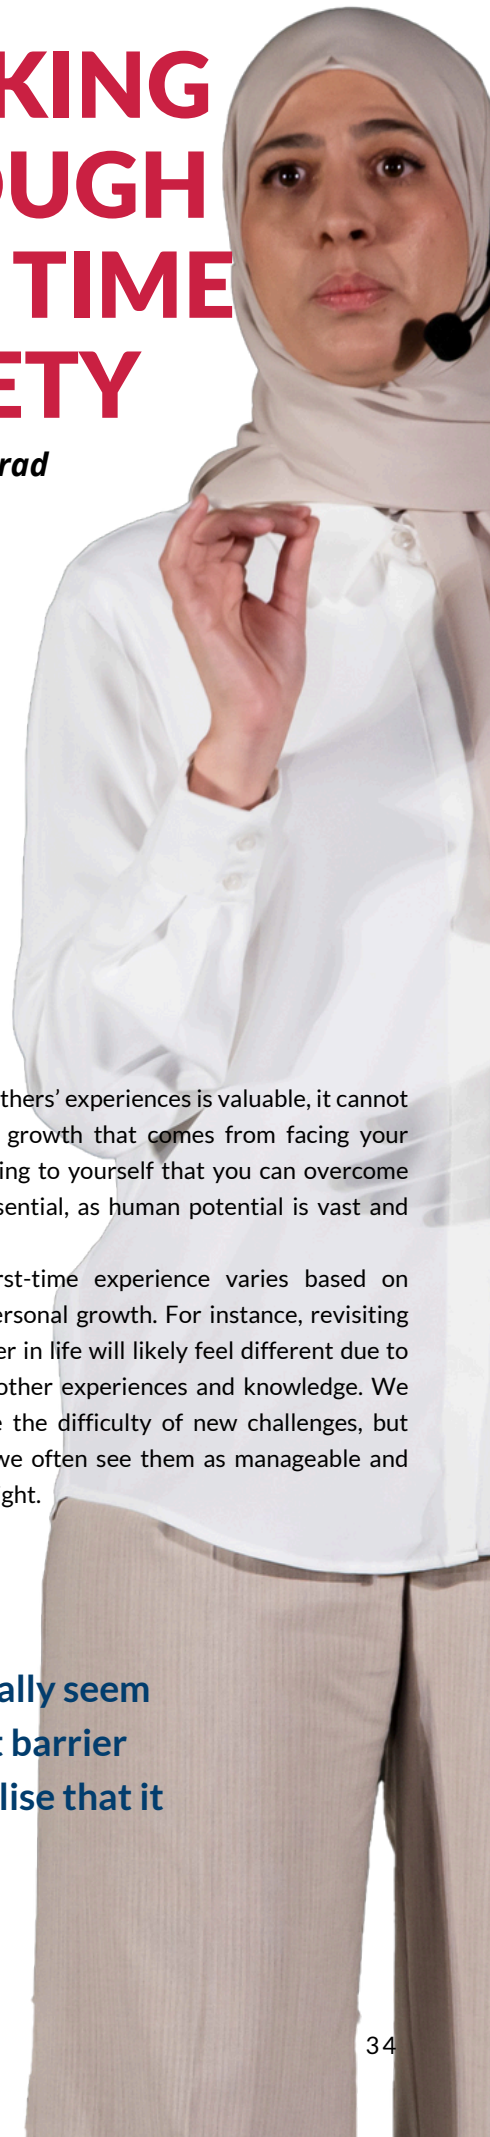 KING
OUGH
TIME
ETY
rad
thers' experiences is valuable, it cannot
growth that comes from facing your
ing to yourself that you can overcome
sential, as human potential is vast and
rst-time experience varies based on
ersonal growth. For instance, revisiting
er in life will likely feel different due to
other experiences and knowledge. We
e the difficulty of new challenges, but
we often see them as manageable and
ight.
ally seem
t barrier
lise that it
34